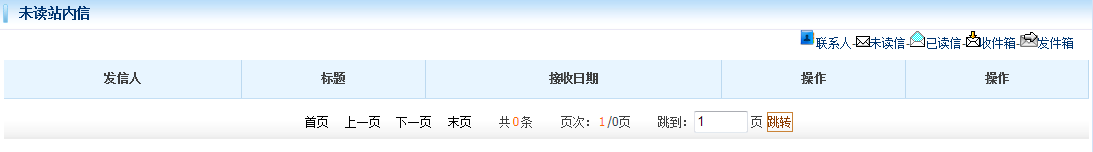 未读站内信
联系人-未读信-已读信-收件箱-发件箱
发信人 标题 接收日期 操作 操作
首页 上一页 下一页 末页 共0条 页次：1/0页 跳到：1 页 跳转